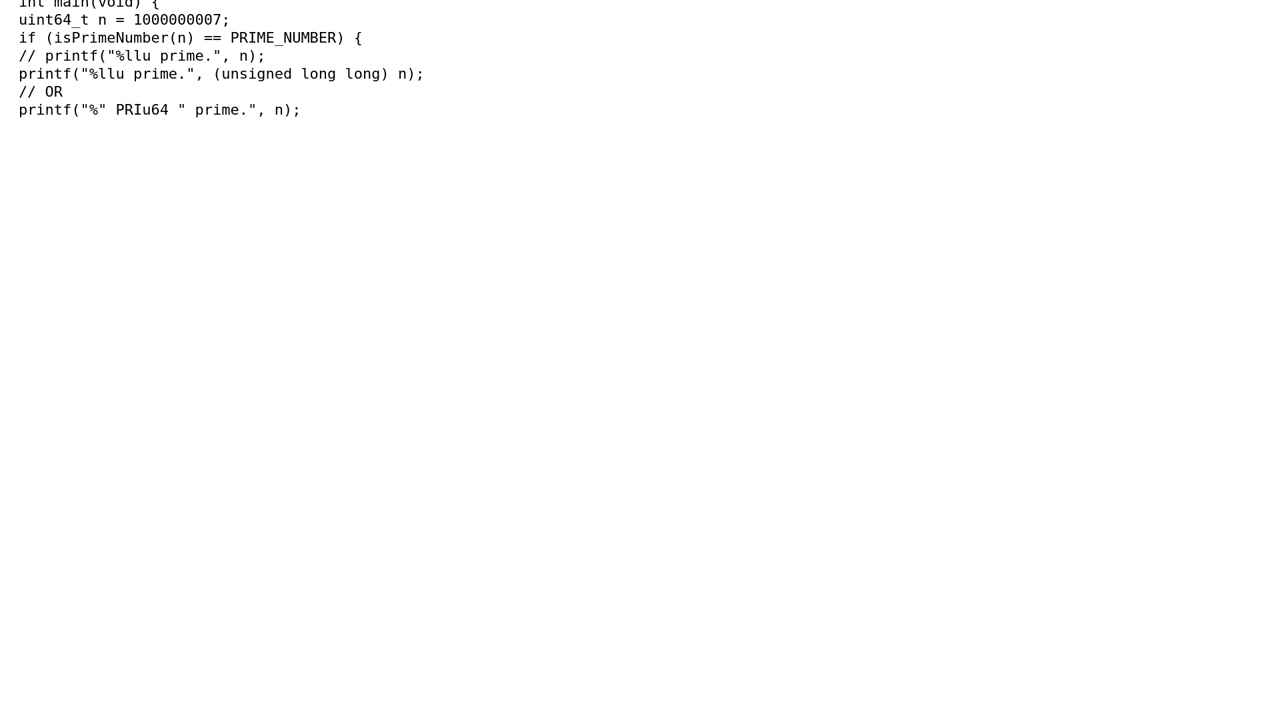 int main(void) {
uint64_t n = 1000000007;
if (isPrimeNumber(n) == PRIME_NUMBER) {
// printf("%llu prime.", n);
printf("%llu prime.", (unsigned long long) n);
// OR
printf("%" PRIu64 " prime.", n);